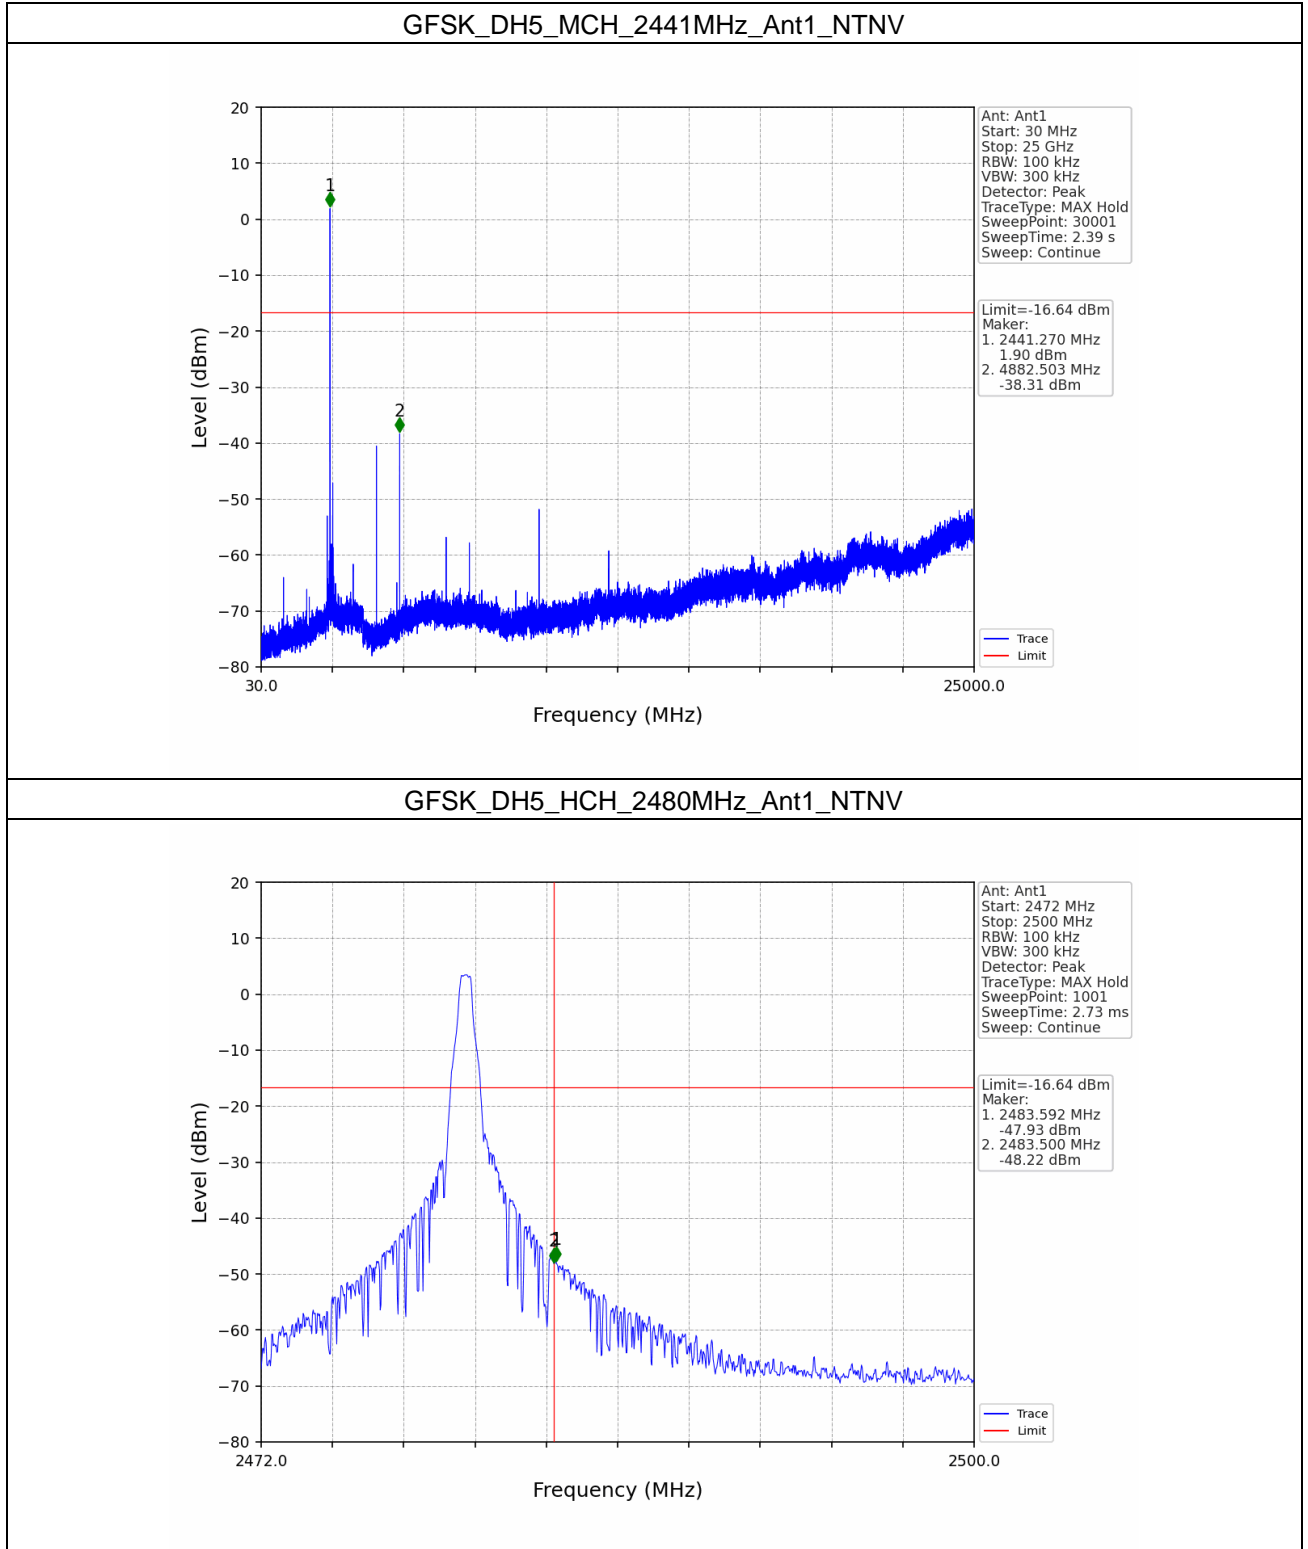 GFSK_DH5_MCH_2441MHz_Ant1_NTNV
20
10
0
−10
−20
−30
−40
−50
−60
−70
−80
Level (dBm)
1
2
30.0
25000.0
Frequency (MHz)
Ant: Ant1
Start: 30 MHz
Stop: 25 GHz
RBW: 100 kHz
VBW: 300 kHz
Detector: Peak
TraceType: MAX Hold
SweepPoint: 30001
SweepTime: 2.39 s
Sweep: Continue
Limit=-16.64 dBm
Maker:
1. 2441.270 MHz
1.90 dBm
2. 4882.503 MHz
-38.31 dBm
Trace
Limit
GFSK_DH5_HCH_2480MHz_Ant1_NTNV
20
10
0
−10
−20
−30
−40
−50
−60
−70
−80
Level (dBm)
2
1
2472.0
2500.0
Frequency (MHz)
Ant: Ant1
Start: 2472 MHz
Stop: 2500 MHz
RBW: 100 kHz
VBW: 300 kHz
Detector: Peak
TraceType: MAX Hold
SweepPoint: 1001
SweepTime: 2.73 ms
Sweep: Continue
Limit=-16.64 dBm
Maker:
1. 2483.592 MHz
-47.93 dBm
2. 2483.500 MHz
-48.22 dBm
Trace
Limit